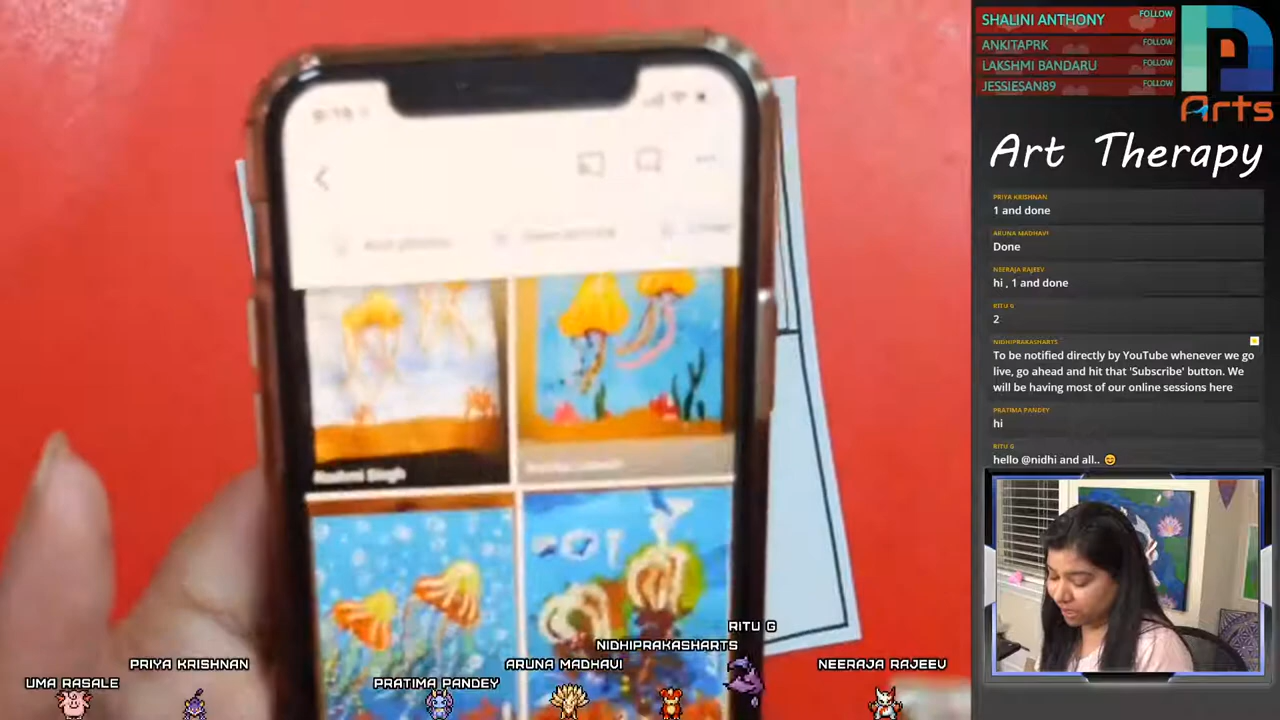 SHALINI ANTHONY
FOLLOW
ANKITAPRK
FOLLOW
LAKSHMI BANDARU
FOLLOW
JESSIESAN89
FOLLOW
Arts
Art Therapy
PRIYA KRISHNAN
1 and done
ARUNA MADHAVI
Done
NEERAJA RAJEEV
hi , 1 and done
RITU G
2
NIDHIPRAKASHARTS
To be notified directly by YouTube whenever we go
live, go ahead and hit that 'Subscribe' button. We
will be having most of our online sessions here
PRATIMA PANDEY
hi
RITU G
hello @nidhi and all.. 😊
Rashmi Singh
RITU G
NIDHIPRAKASHARTS
PRIYA KRISHNAN
ARUNA MADHAVI
NEERAJA RAJEEV
UMA RASALE
PRATIMA PANDEY